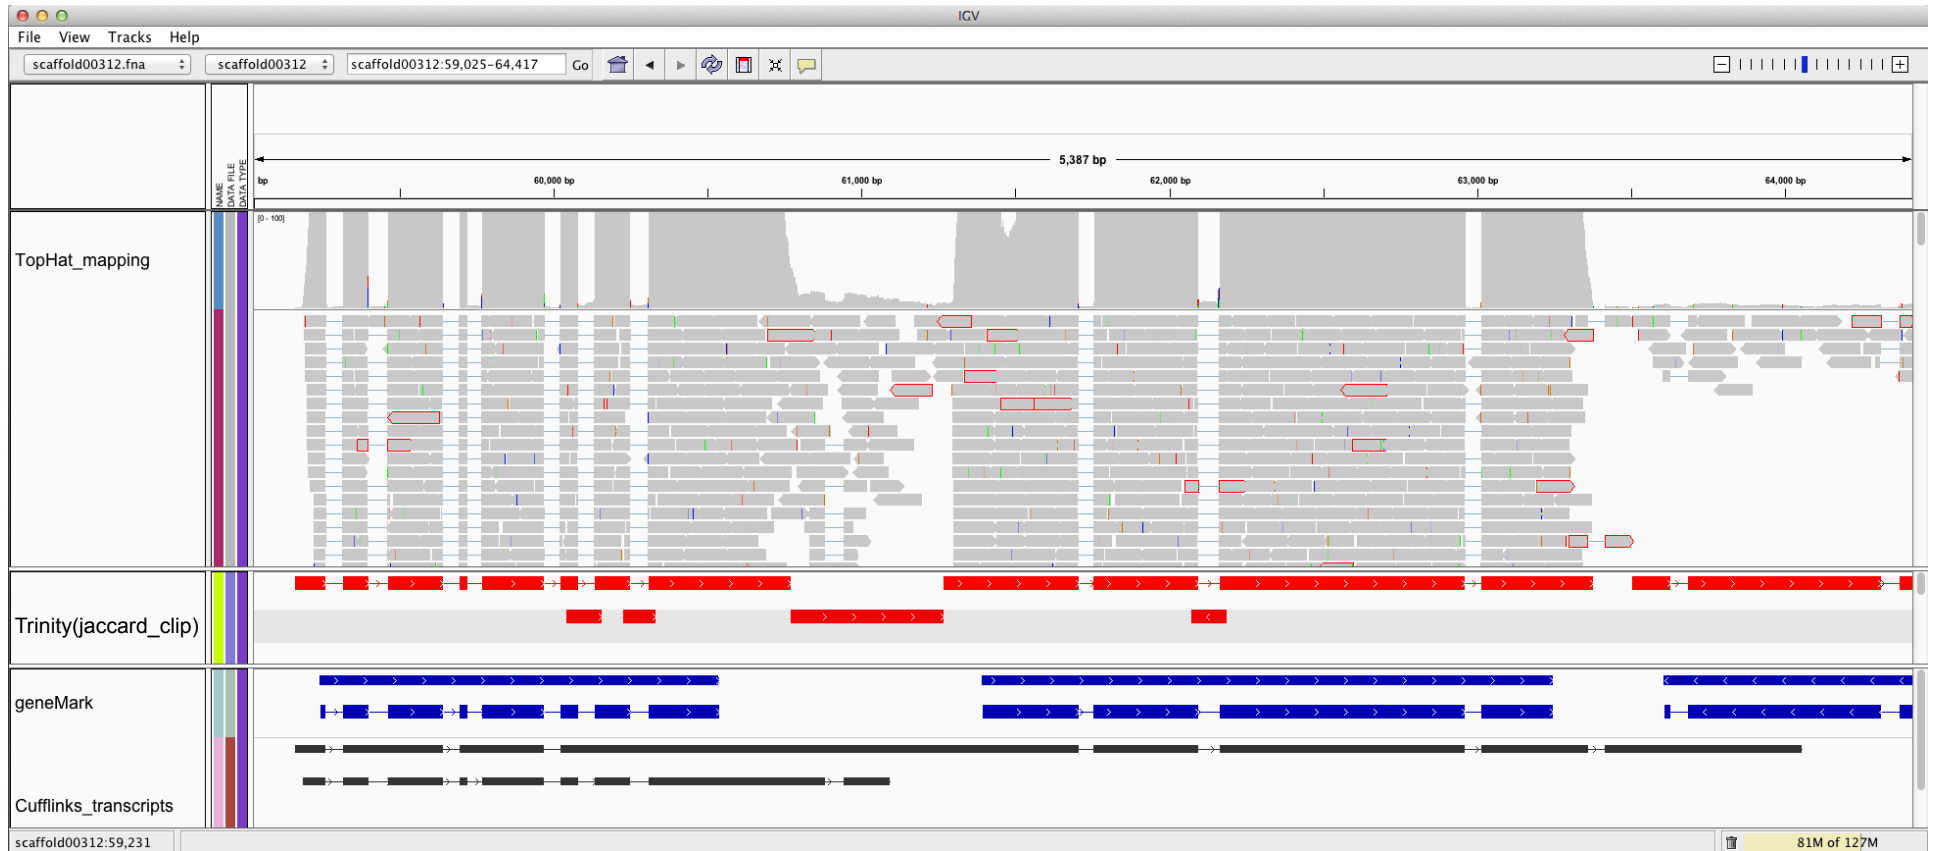 IGV
File View Tracks Help
scaffold00312.fna scaffold00312 scaffold00312:59,025-64,417 Go
NAME
DATA FILE
DATA TYPE
5,387 bp
bp 60,000 bp 61,000 bp 62,000 bp 63,000 bp 64,000 bp
[0 - 100]
TopHat_mapping
Trinity(jaccard_clip)
geneMark
Cufflinks_transcripts
scaffold00312:59,231 81M of 127M